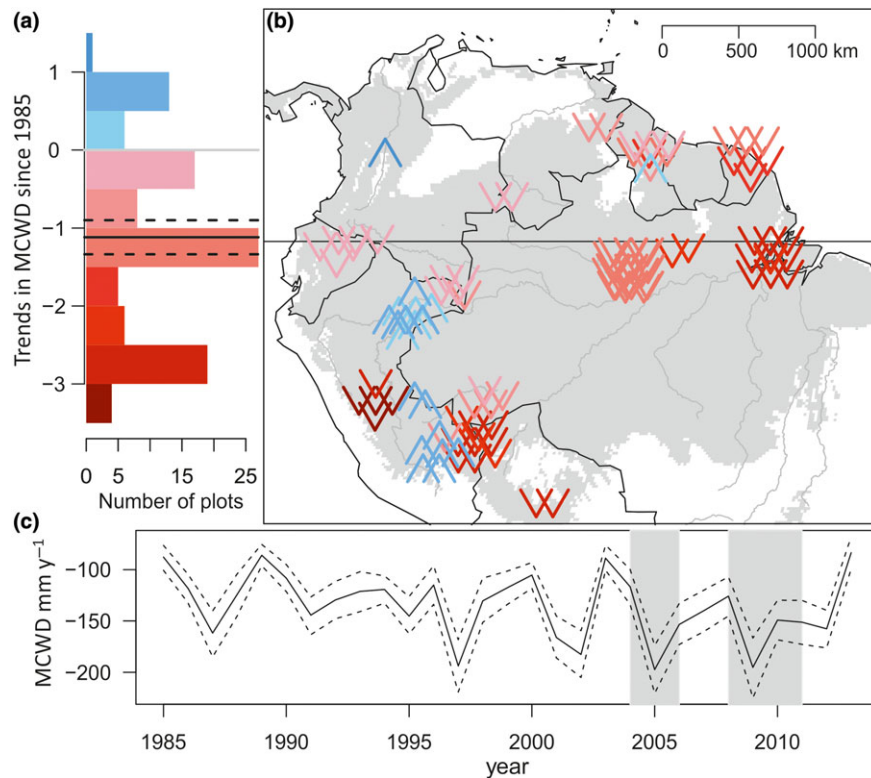 (a)
Trends in MCWD since 1985
1
0
−1
−2
−3
0 5 15 25
Number of plots
(b)
0 500 1000 km
(c)
MCWD mm y⁻¹
−100
−150
−200
1985 1990 1995 2000 2005 2010
year